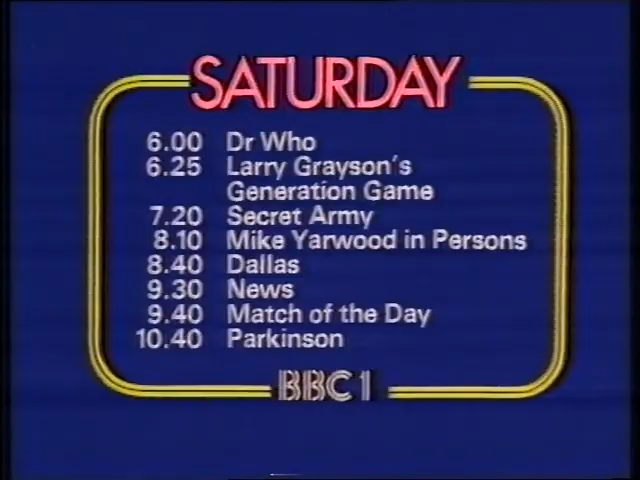 SATURDAY
6.00 Dr Who
6.25 Larry Grayson's
Generation Game
7.20 Secret Army
8.10 Mike Yarwood in Persons
8.40 Dallas
9.30 News
9.40 Match of the Day
10.40 Parkinson
BBC1